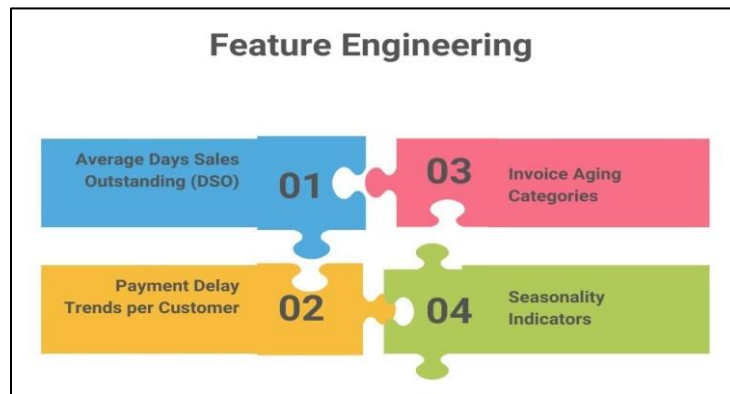 Feature Engineering
Average Days Sales
Outstanding (DSO)
01
Payment Delay
Trends per Customer
02
03
Invoice Aging
Categories
04
Seasonality
Indicators